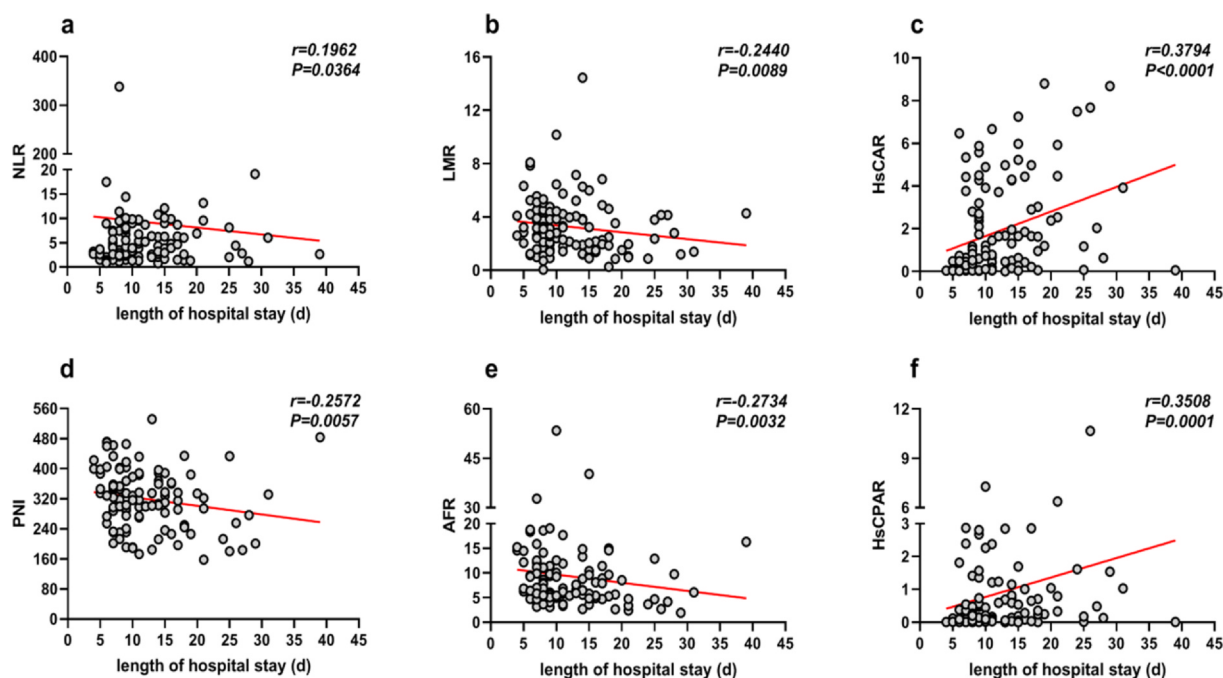 a
r=0.1962
P=0.0364
400
300
200
20
15
10
5
0
NLR
0 5 10 15 20 25 30 35 40 45
length of hospital stay (d)
b
r=-0.2440
P=0.0089
16
12
8
4
0
LMR
0 5 10 15 20 25 30 35 40 45
length of hospital stay (d)
c
r=0.3794
P<0.0001
10
8
6
4
2
0
HsCAR
0 5 10 15 20 25 30 35 40 45
length of hospital stay (d)
d
r=-0.2572
P=0.0057
560
480
400
320
240
160
80
0
PNI
0 5 10 15 20 25 30 35 40 45
length of hospital stay (d)
e
r=-0.2734
P=0.0032
60
45
30
20
15
10
5
0
AFR
0 5 10 15 20 25 30 35 40 45
length of hospital stay (d)
f
r=0.3508
P=0.0001
12
9
6
3
2
1
0
HsCPAR
0 5 10 15 20 25 30 35 40 45
length of hospital stay (d)